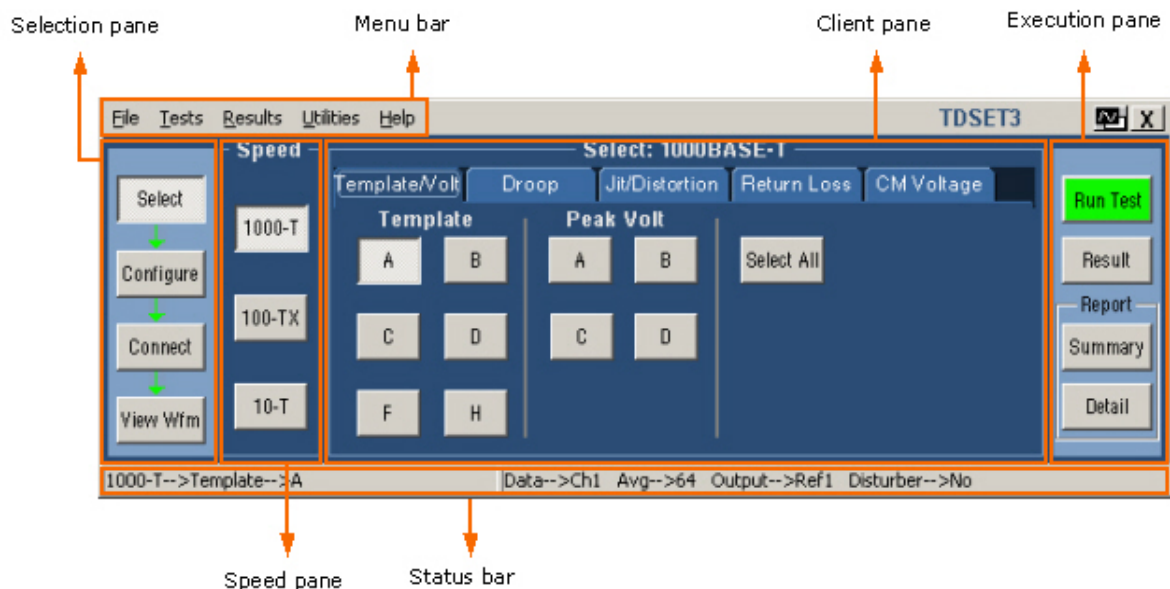 Selection pane
Menu bar
Client pane
Execution pane
File Tests Results Utilities Help
TDSET3
X
Speed
Select: 1000BASE-T
Select
Configure
Connect
View Wfm
1000-T
100-TX
10-T
Template/Volt Droop Jit/Distortion Return Loss CM Voltage
Template
A B
C D
F H
Peak Volt
A B
C D
Select All
Run Test
Result
Report
Summary
Detail
1000-T-->Template-->A
Data-->Ch1 Avg-->64 Output-->Ref1 Disturber-->No
Speed pane
Status bar